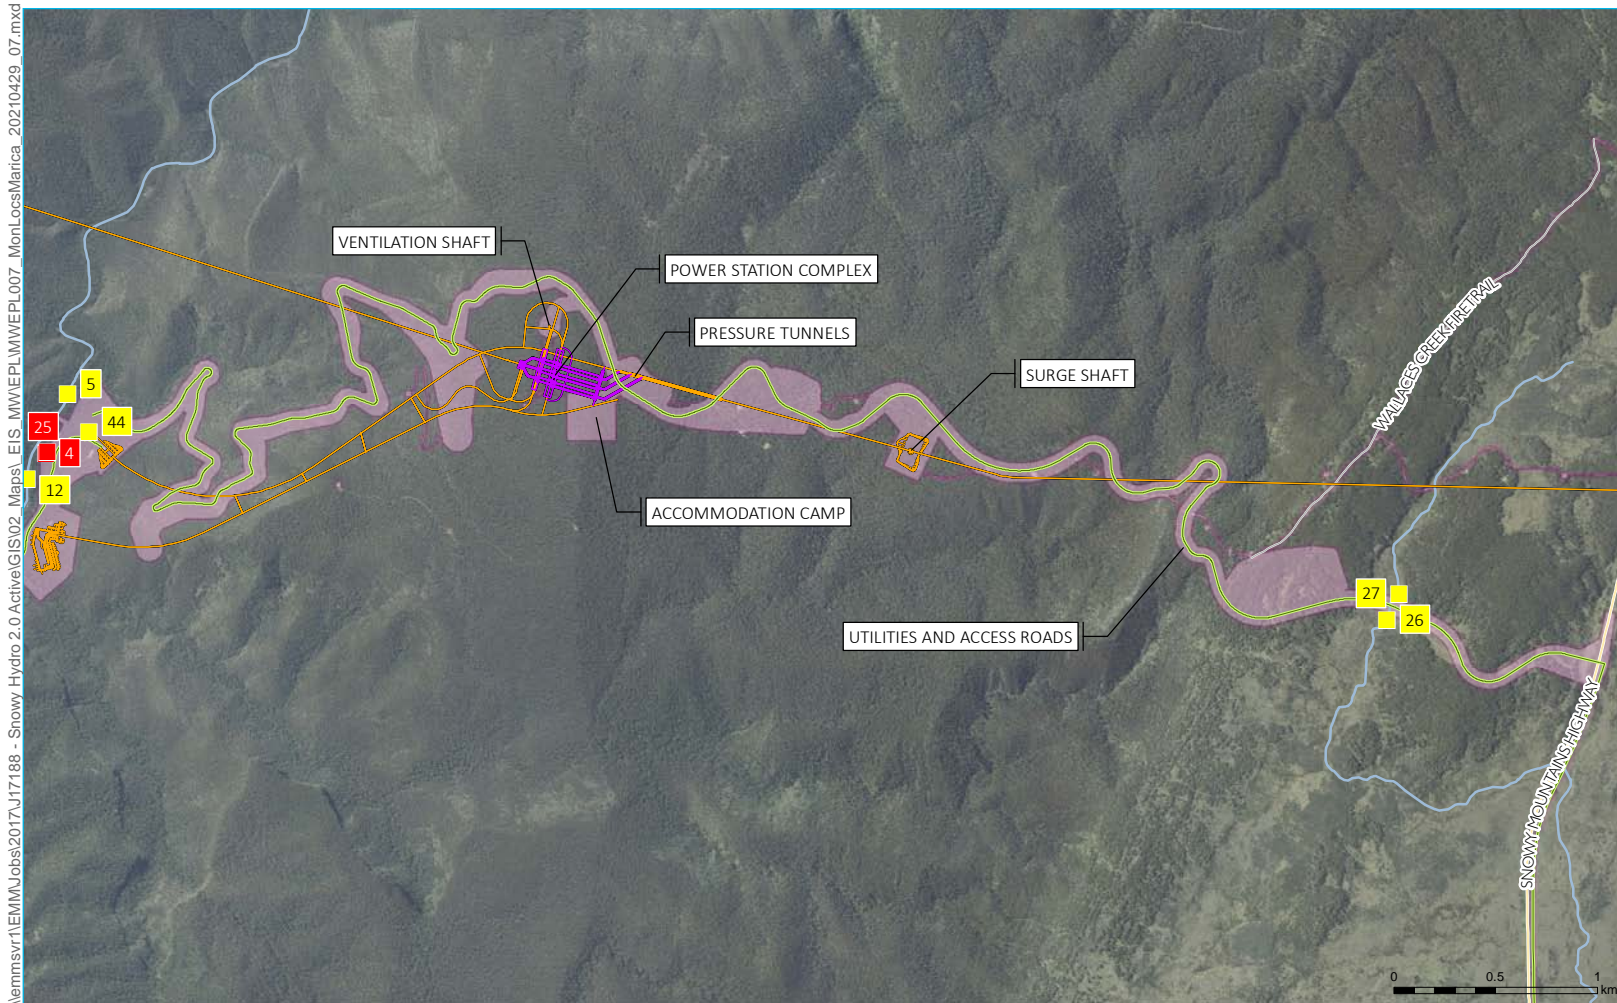 \emmsvr1\EMM\Jobs\2017\J17188 - Snowy Hydro 2.0 Active\GIS\02_Maps\_EIS_MWEPL\MWEPL007_MonLocsMarica_20210429_07.mxd
VENTILATION SHAFT
POWER STATION COMPLEX
PRESSURE TUNNELS
SURGE SHAFT
WALLACES CREEK FIRETRAIL
5
44
25
4
12
ACCOMMODATION CAMP
27
26
UTILITIES AND ACCESS ROADS
SNOWY MOUNTAINS HIGHWAY
0 0.5 1
km